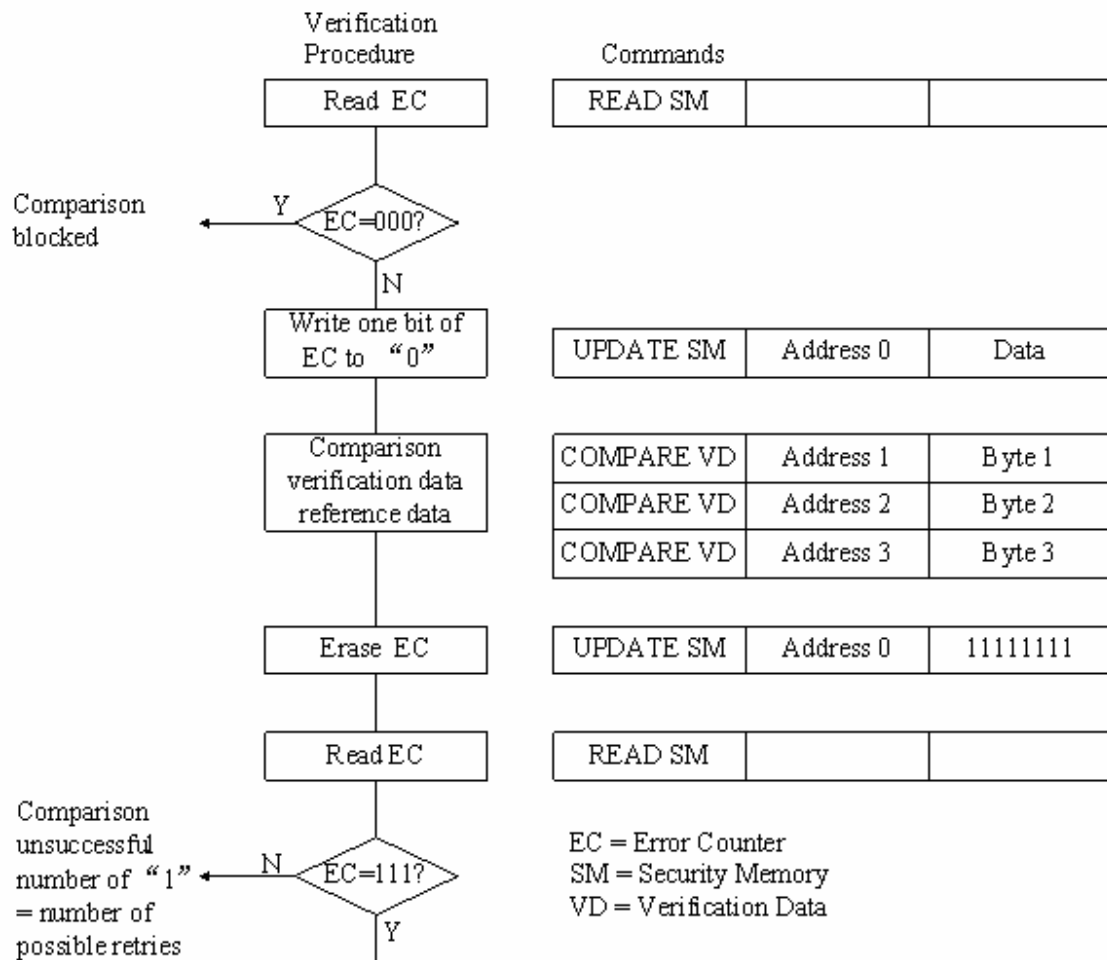 Verification
Procedure
Commands
Read EC
READ SM
Comparison
blocked
Y
EC=000?
N
Write one bit of
EC to “0”
UPDATE SM Address 0 Data
Comparison
verification data
reference data
COMPARE VD Address 1 Byte 1
COMPARE VD Address 2 Byte 2
COMPARE VD Address 3 Byte 3
Erase EC
UPDATE SM Address 0 11111111
Read EC
READ SM
Comparison
unsuccessful
number of “1”
= number of
possible retries
N
EC=111?
Y
EC = Error Counter
SM = Security Memory
VD = Verification Data